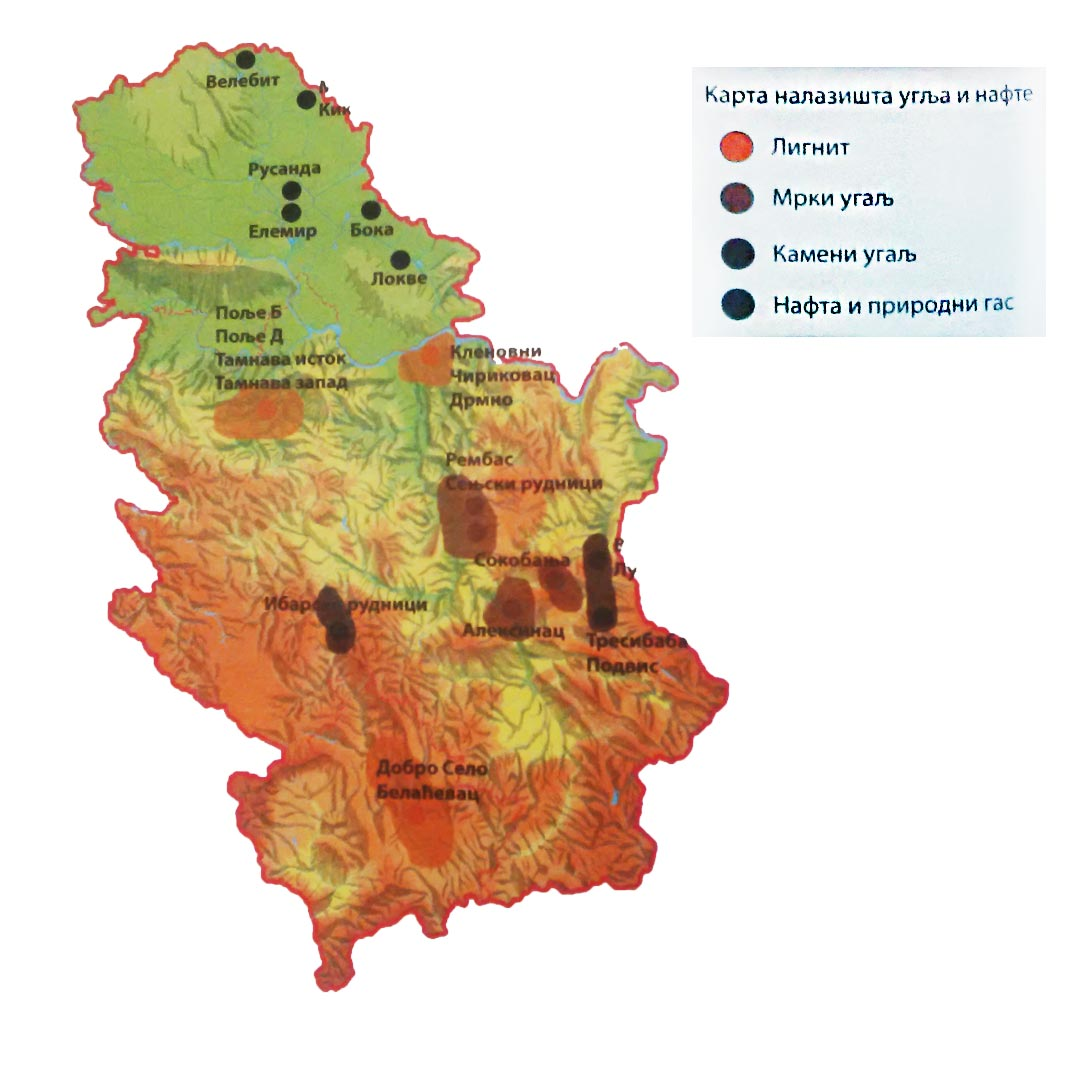 Карта налазишта угља и нафте
Лигнит
Мрки угаљ
Камени угаљ
Нафта и природни гас
Велебит
Кик
Русанда
Елемир
Бока
Локве
Поље Б
Поље Д
Тамнава исток
Тамнава запад
Кленовни
Чириковац
Дрмно
Рембас
Сењски рудници
Сокобања
Лу
Ибарски рудници
Алексинац
Тресибаба
Подвис
Добро Село
Белаћевац